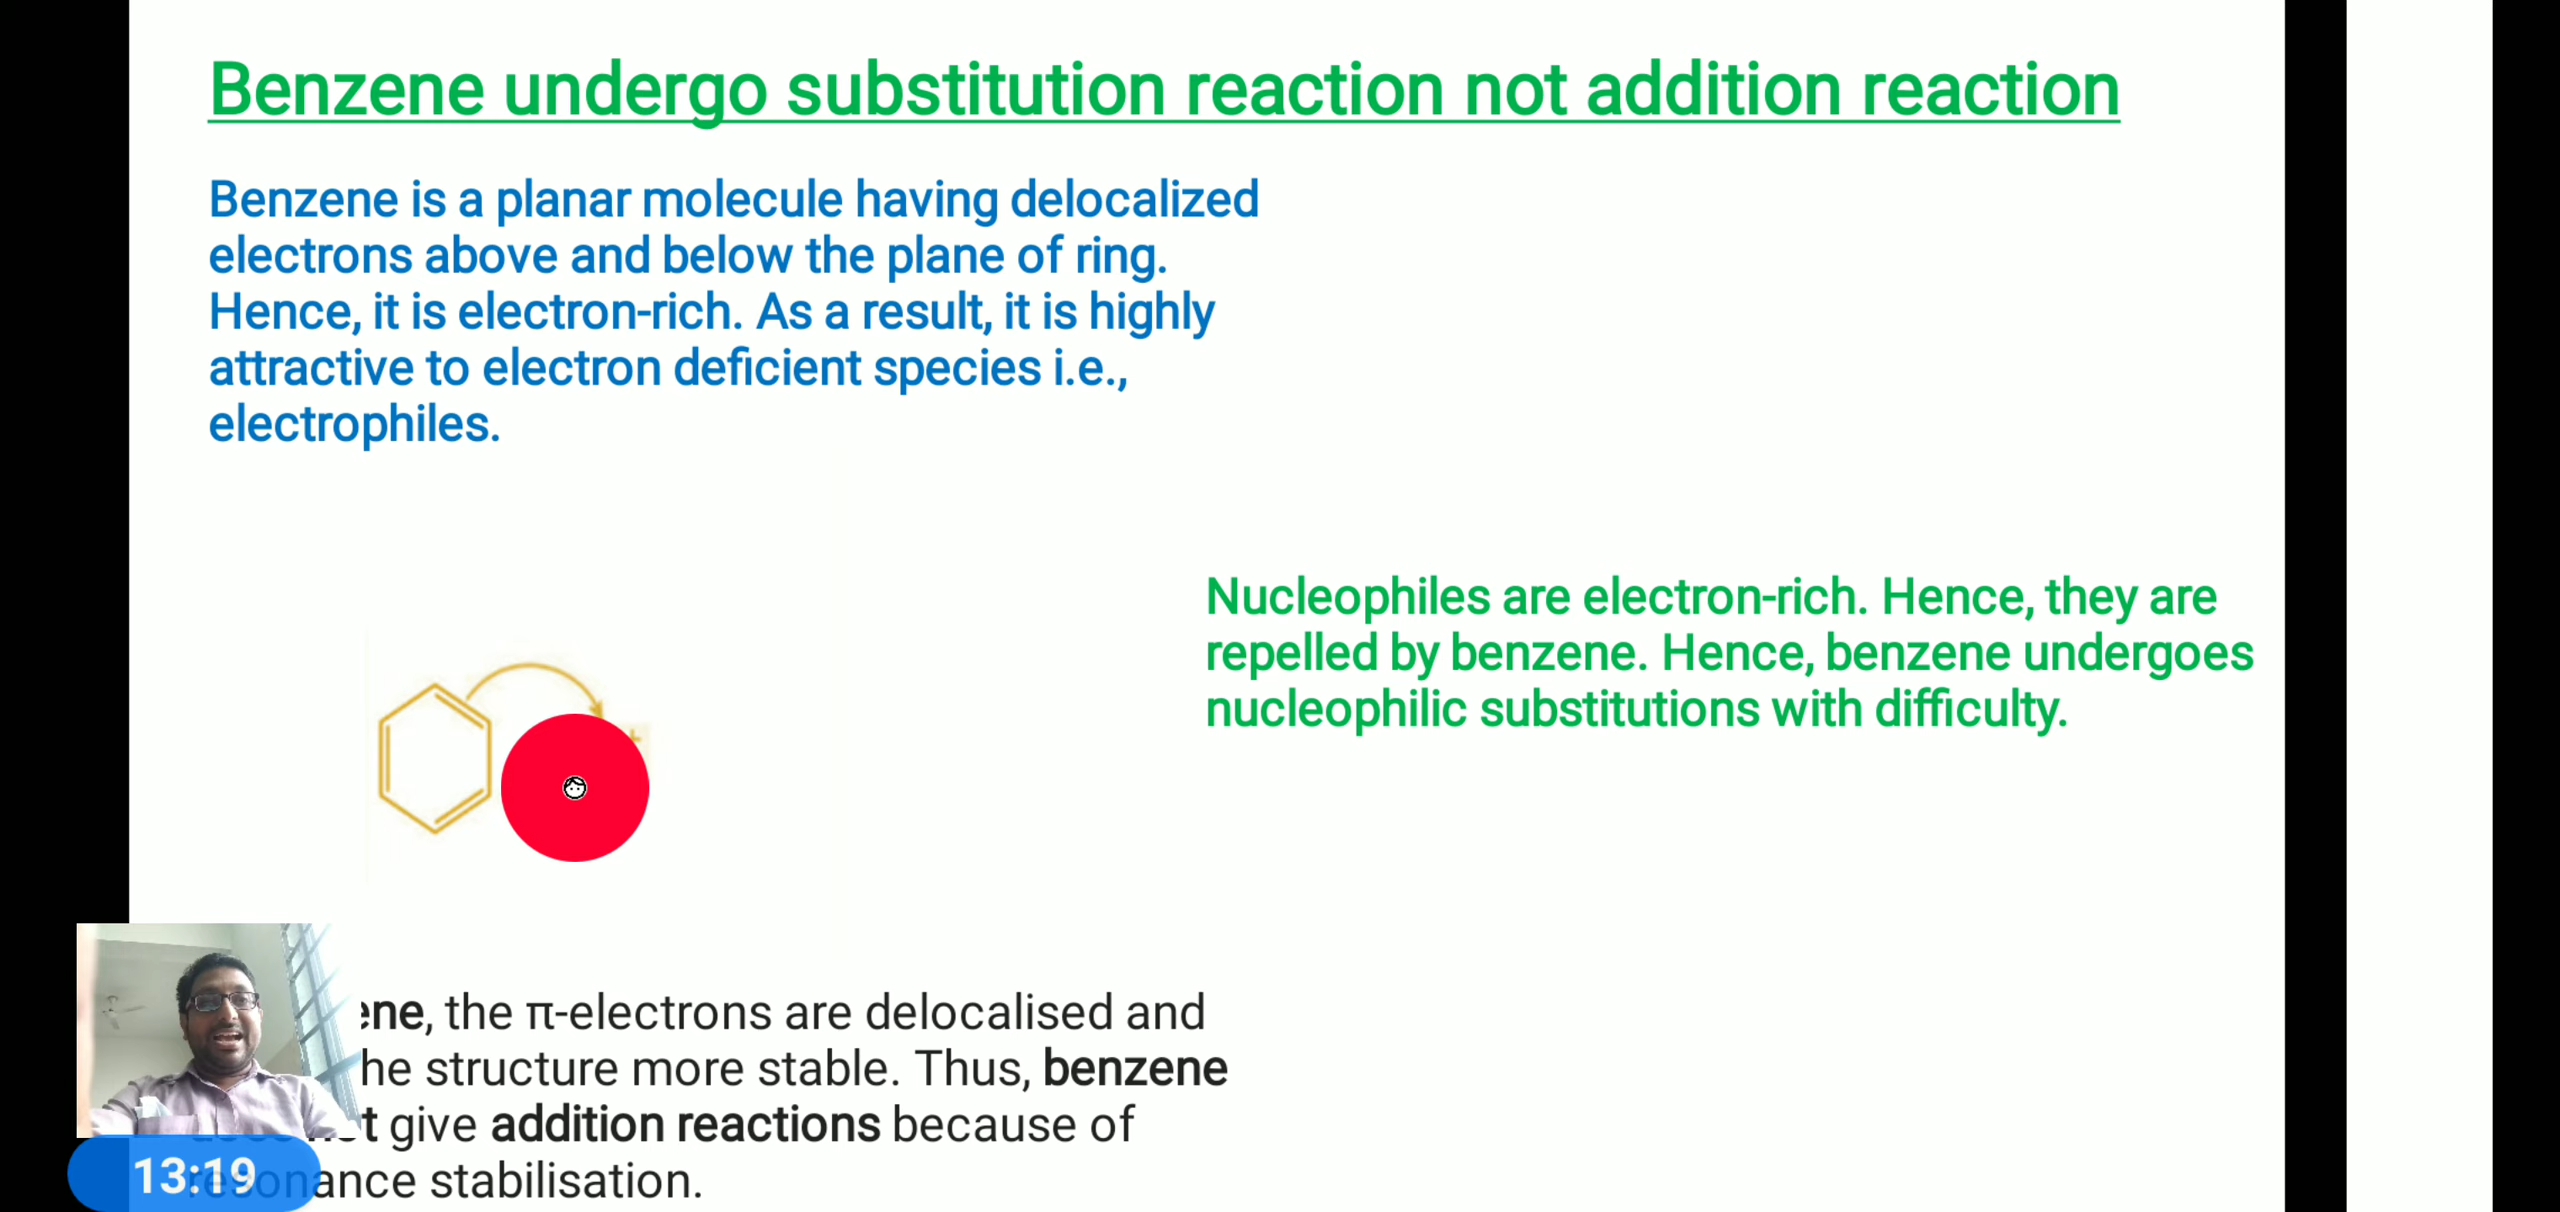 Benzene undergo substitution reaction not addition reaction
Benzene is a planar molecule having delocalized
electrons above and below the plane of ring.
Hence, it is electron-rich. As a result, it is highly
attractive to electron deficient species i.e.,
electrophiles.
Nucleophiles are electron-rich. Hence, they are
repelled by benzene. Hence, benzene undergoes
nucleophilic substitutions with difficulty.
+
the π-electrons are delocalised and
structure more stable. Thus, benzene
give addition reactions because of
resonance stabilisation.
13:19